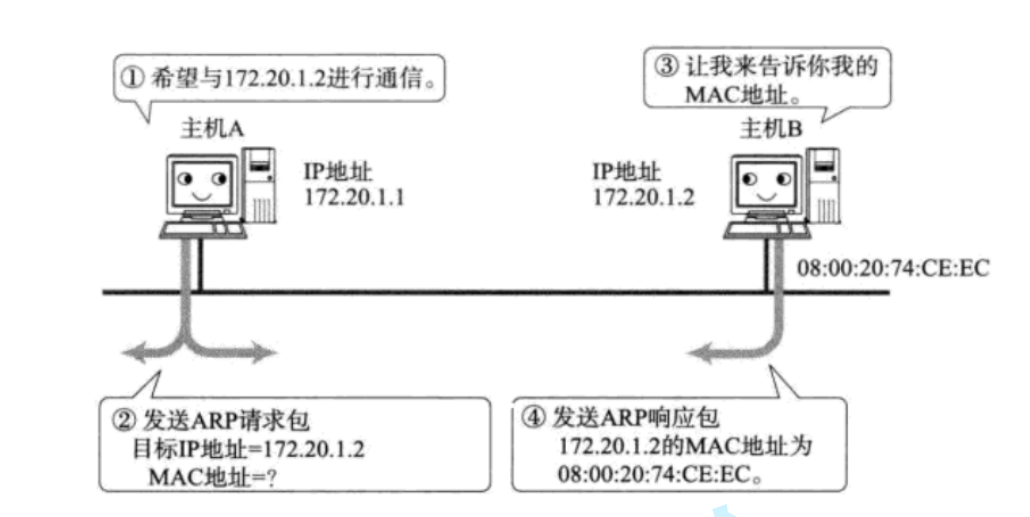 ① 希望与172.20.1.2进行通信。
③ 让我来告诉你我的
MAC地址。
主机A
主机B
IP地址
172.20.1.1
IP地址
172.20.1.2
08:00:20:74:CE:EC
② 发送ARP请求包
目标IP地址=172.20.1.2
MAC地址=?
④ 发送ARP响应包
172.20.1.2的MAC地址为
08:00:20:74:CE:EC。